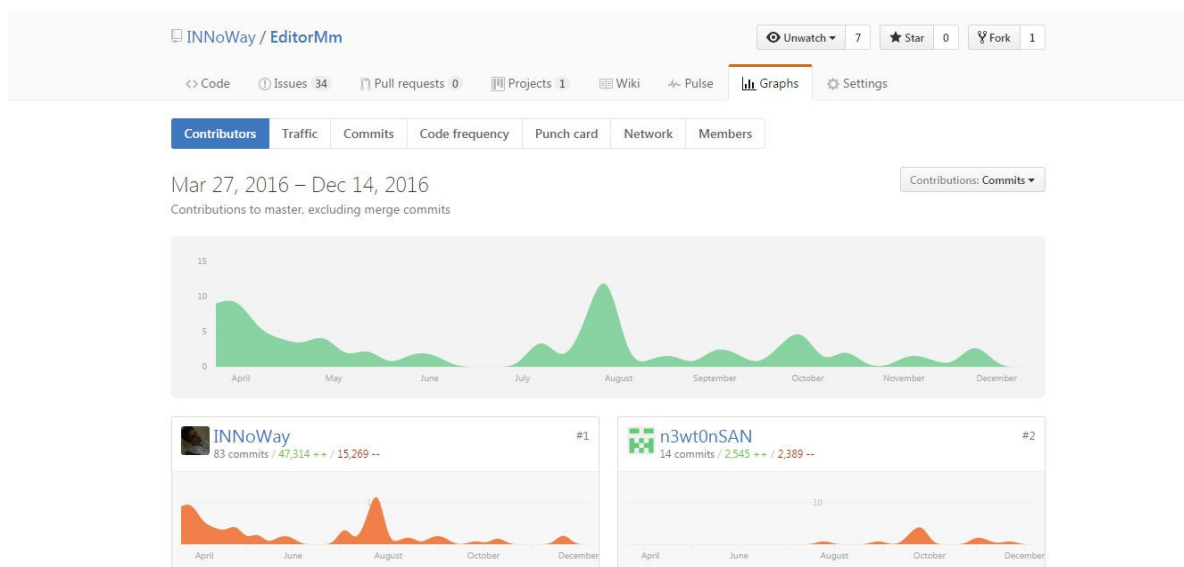 INNoWay / EditorMm
Unwatch 7 Star 0 Fork 1
Code Issues 34 Pull requests 0 Projects 1 Wiki Pulse Graphs Settings
Contributors Traffic Commits Code frequency Punch card Network Members
Mar 27, 2016 – Dec 14, 2016
Contributions: Commits
Contributions to master, excluding merge commits
15
10
5
0
April May June July August September October November December
INNoWay #1
83 commits / 47,314 ++ / 15,269 --
April June August October December
n3wt0nSAN #2
14 commits / 2,545 ++ / 2,389 --
10
April June August October December